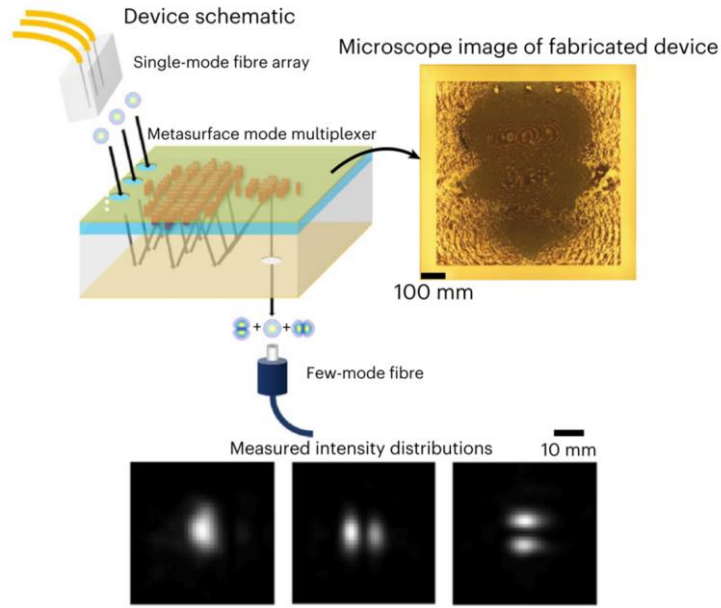 Device schematic
Single-mode fibre array
Microscope image of fabricated device
Metasurface mode multiplexer
100 mm
+ +
Few-mode fibre
Measured intensity distributions
10 mm